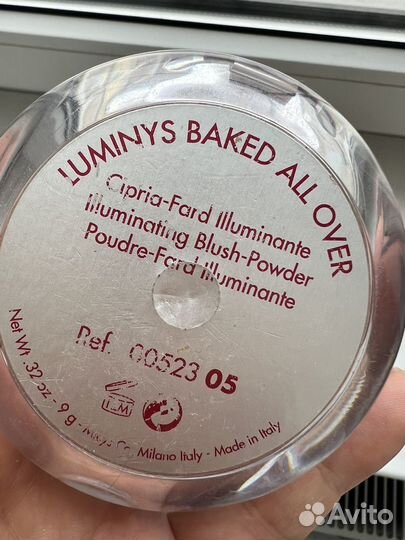 LUMINYS BAKED ALL OVER
Cipria-Fard Illuminante
Illuminating Blush-Powder
Poudre-Fard Illuminante
Ref. 00523 05
Net Wt. .32 oz - 9 g - Co. Milano Italy - Made in Italy
Avito